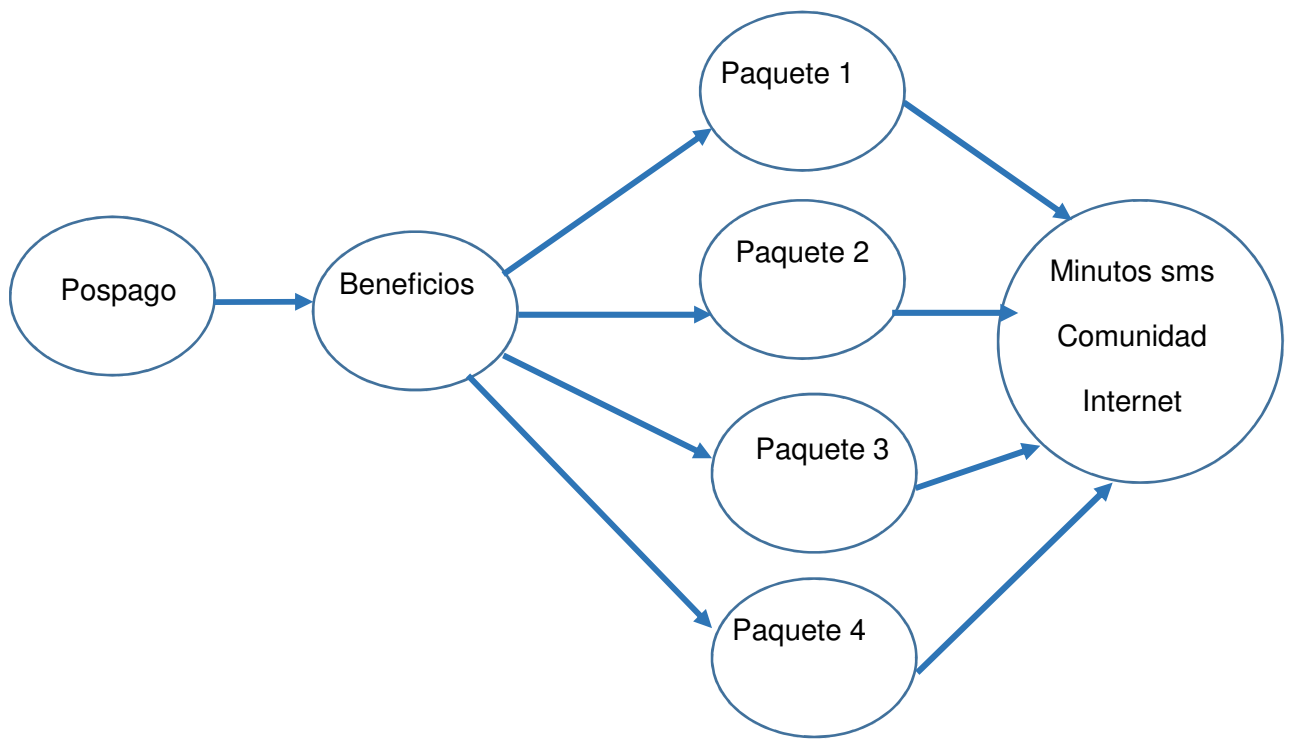 Pospago
Beneficios
Paquete 1
Paquete 2
Paquete 3
Paquete 4
Minutos sms
Comunidad
Internet